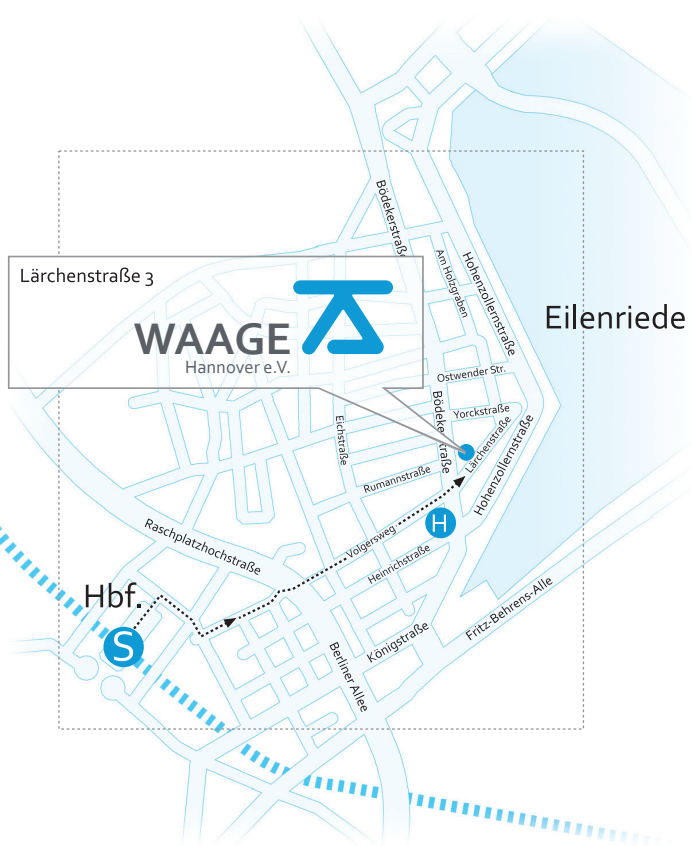 Bödekerstraße
Lärchenstraße 3
WAAGE
Hannover e.V.
Am Holzgraben
Hohenzollernstraße
Eilenriede
Ostwender Str.
Bödekerstraße
Yorckstraße
Eichstraße
Lärchenstraße
Hohenzollernstraße
Rumannstraße
H
Volgersweg
Raschplatzhochstraße
Heinrichstraße
Hbf.
S
Fritz-Behrens-Alle
Königstraße
Berliner Allee